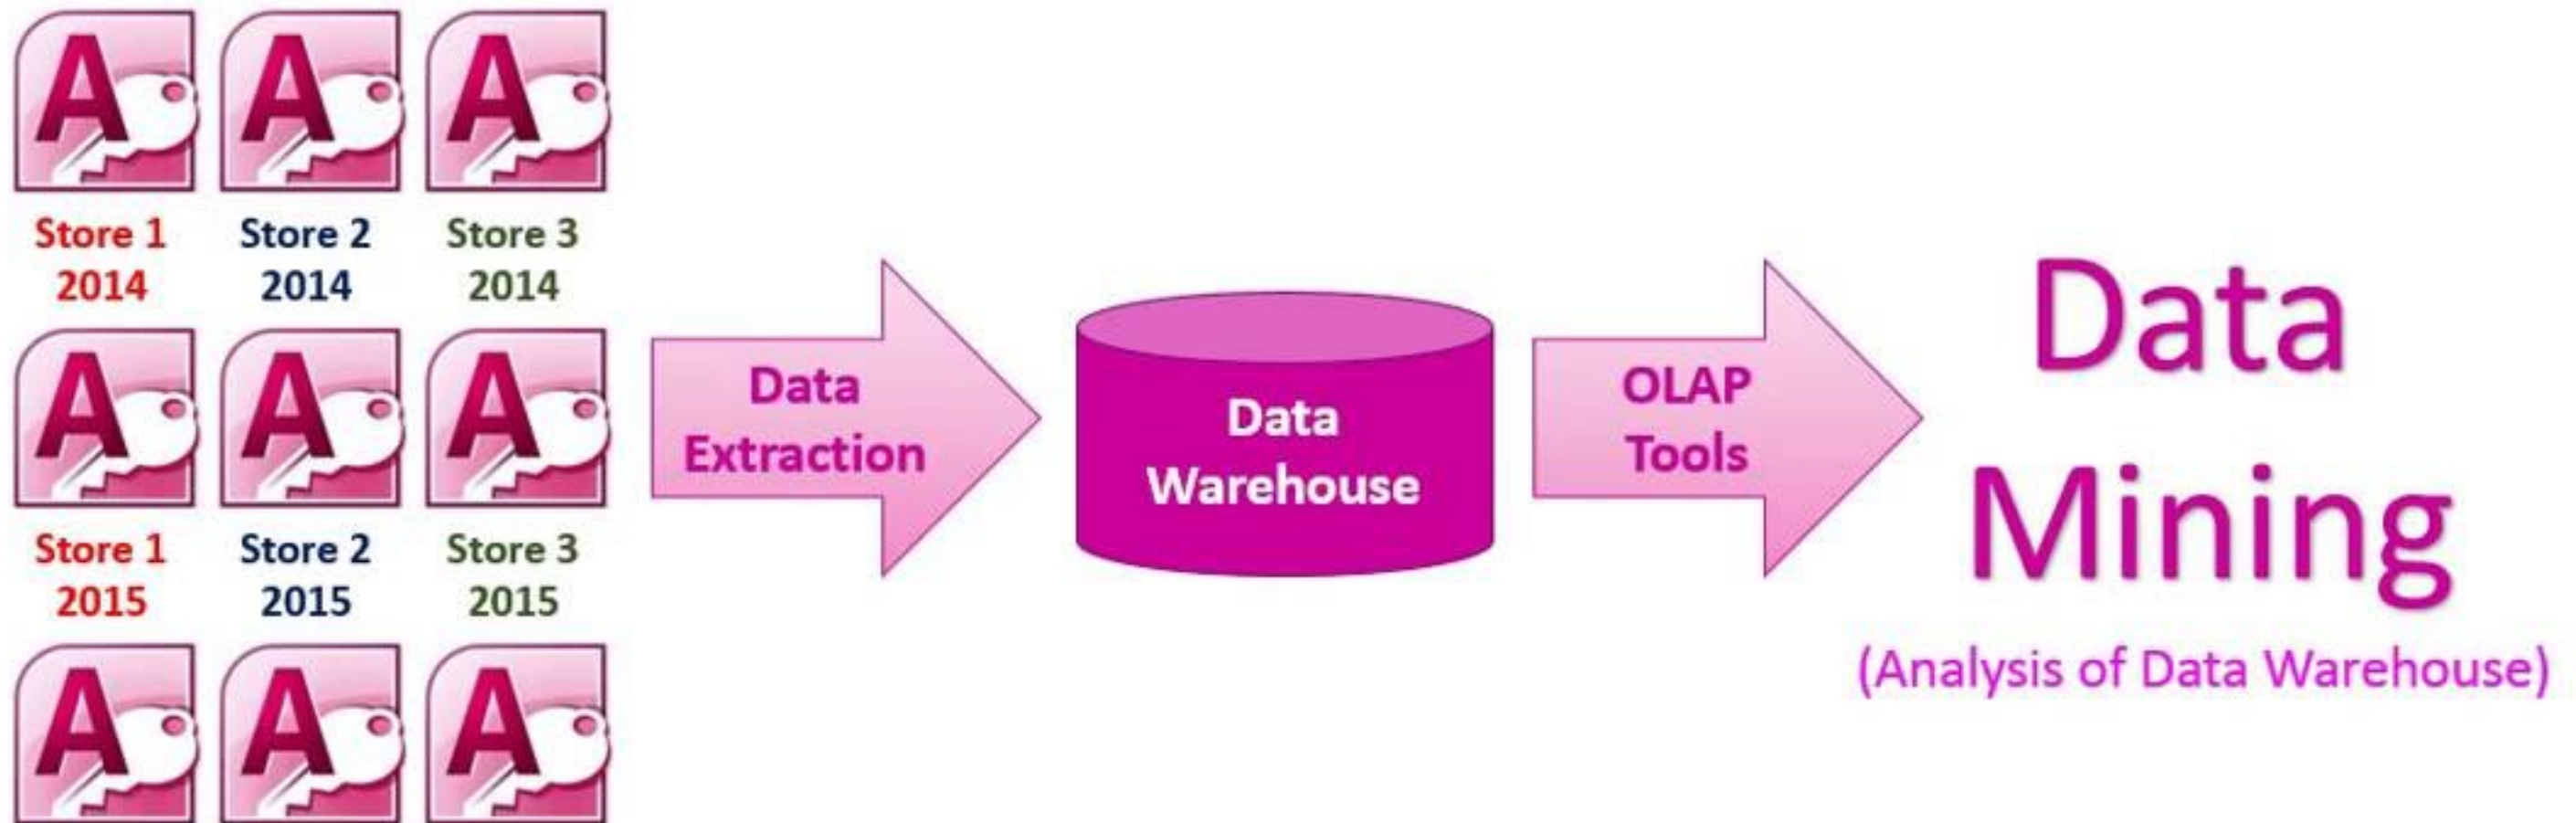 A A A
Store 1 Store 2 Store 3
2014 2014 2014
A A A
Store 1 Store 2 Store 3
2015 2015 2015
A A A
Data
Extraction
Data
Warehouse
OLAP
Tools
Data
Mining
(Analysis of Data Warehouse)